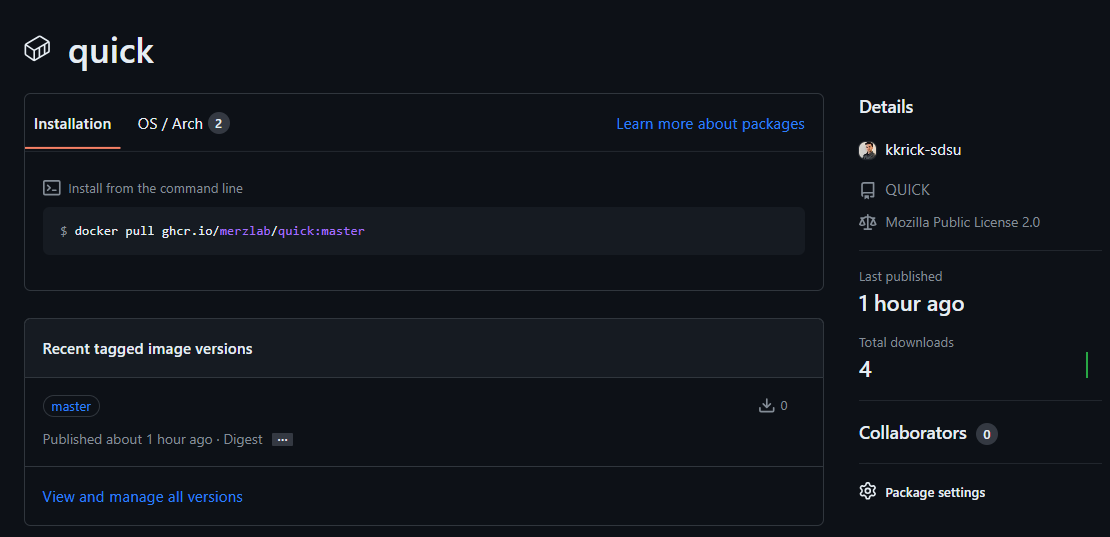 quick
Installation
OS / Arch 2
Learn more about packages
Install from the command line
$ docker pull ghcr.io/merzlab/quick:master
Recent tagged image versions
master
0
Published about 1 hour ago · Digest ...
View and manage all versions
Details
kkrick-sdsu
QUICK
Mozilla Public License 2.0
Last published
1 hour ago
Total downloads
4
Collaborators 0
Package settings